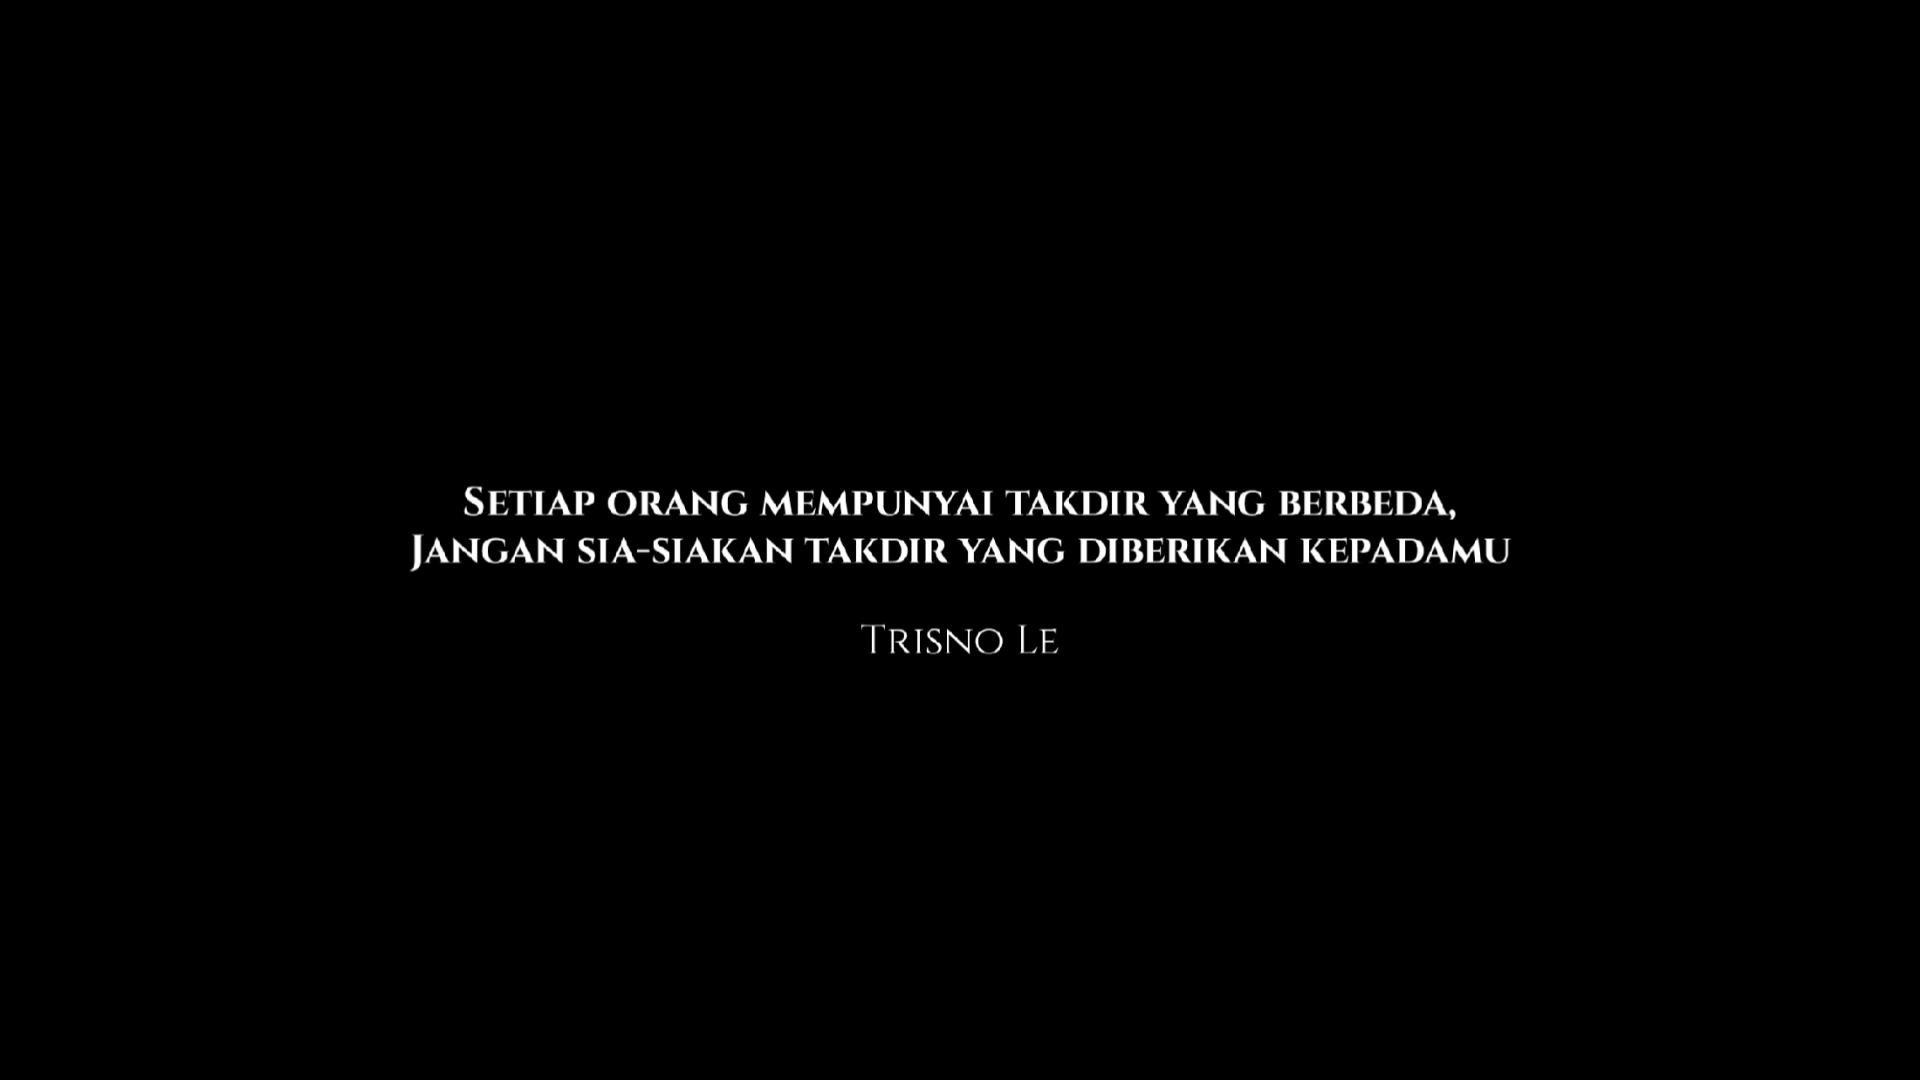 Setiap orang mempunyai takdir yang berbeda,
Jangan sia-siakan takdir yang diberikan kepadamu
Trisno Le